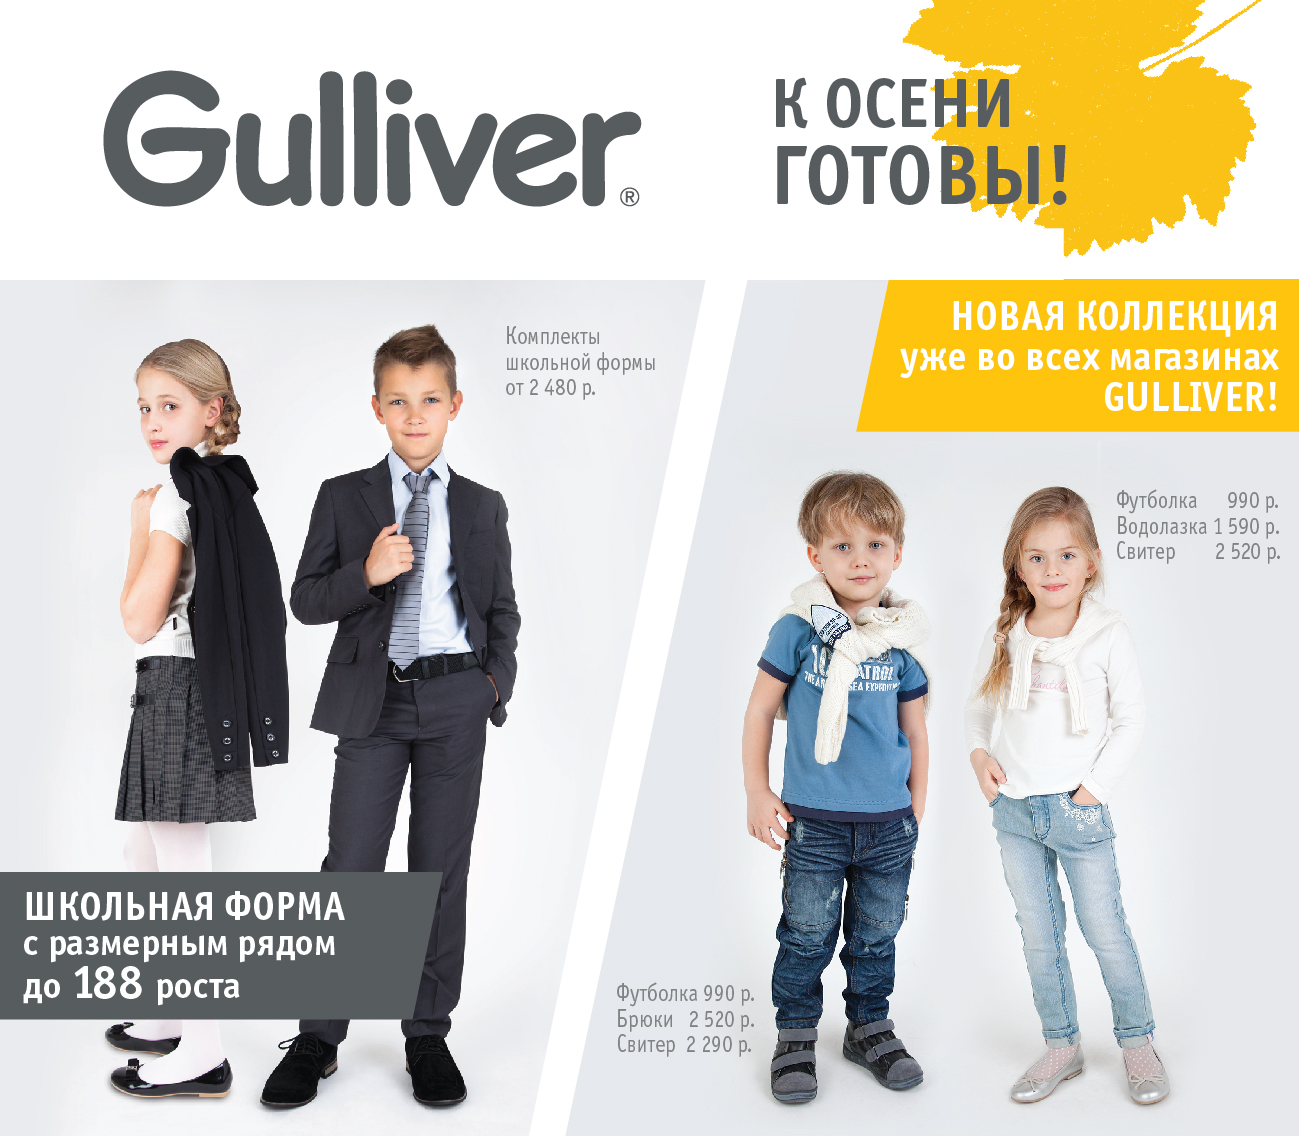 Gulliver®
К ОСЕНИ
ГОТОВЫ!
Комплекты
школьной формы
от 2 480 р.
НОВАЯ КОЛЛЕКЦИЯ
уже во всех магазинах
GULLIVER!
Футболка 990 р.
Водолазка 1 590 р.
Свитер 2 520 р.
ШКОЛЬНАЯ ФОРМА
с размерным рядом
до 188 роста
Футболка 990 р.
Брюки 2 520 р.
Свитер 2 290 р.